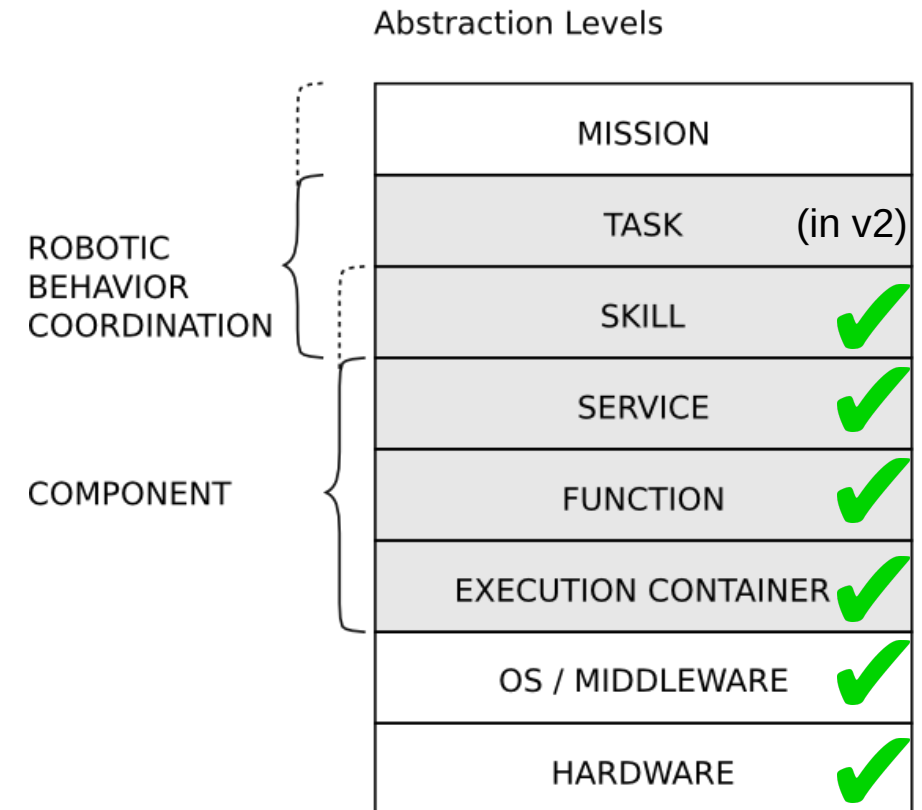 Abstraction Levels
MISSION
TASK (in v2)
ROBOTIC
BEHAVIOR
COORDINATION
SKILL
SERVICE
COMPONENT
FUNCTION
EXECUTION CONTAINER
OS / MIDDLEWARE
HARDWARE